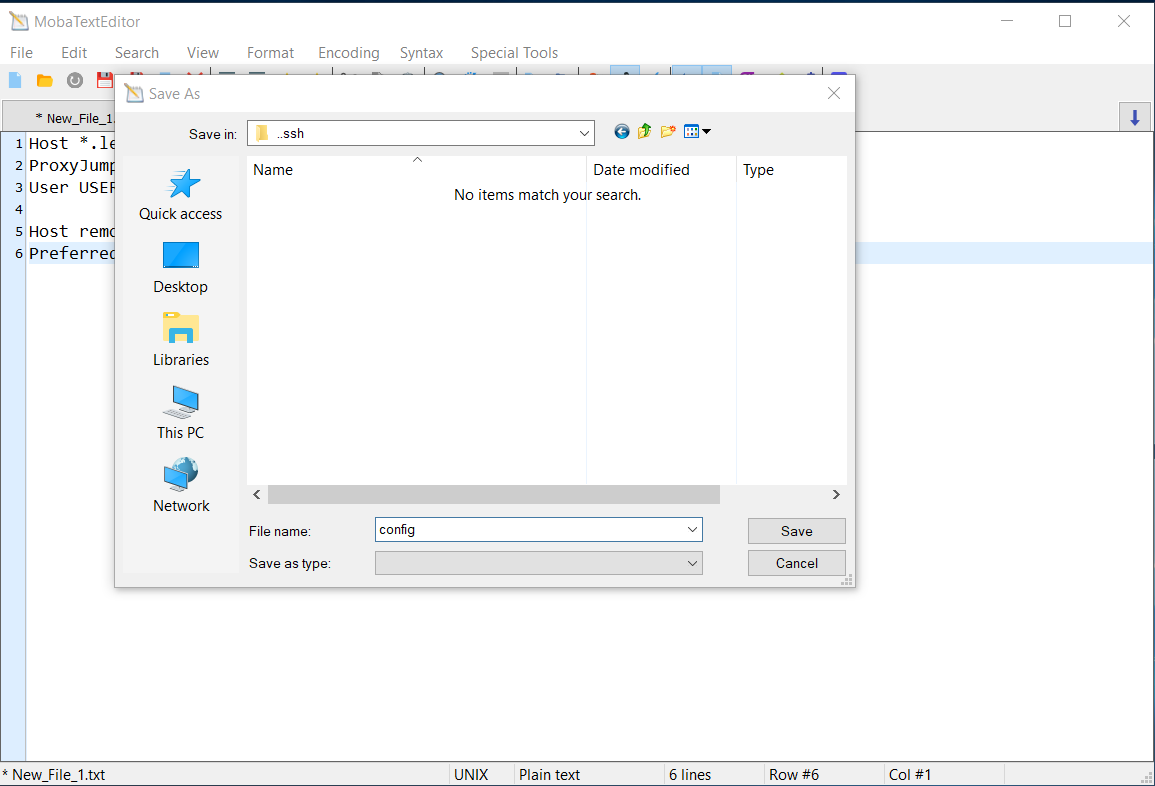 MobaTextEditor
File Edit Search View Format Encoding Syntax Special Tools
* New_File_1.
1 Host *.le
2 ProxyJump
3 User USER
4
5 Host remo
6 Preferred
Save As
Save in: ..ssh
Name Date modified Type
No items match your search.
Quick access
Desktop
Libraries
This PC
Network
File name: config Save
Save as type: Cancel
* New_File_1.txt UNIX Plain text 6 lines Row #6 Col #1